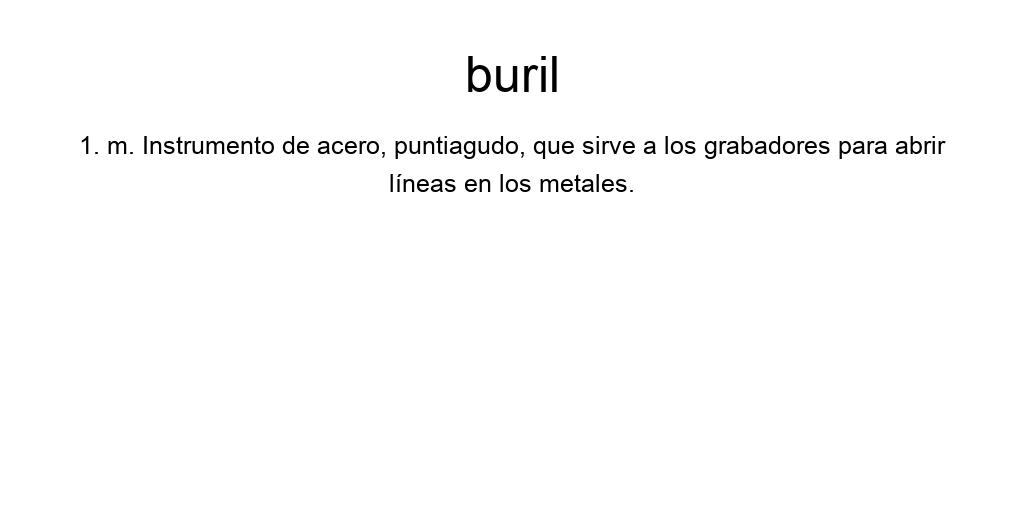 buril
1. m. Instrumento de acero, puntiagudo, que sirve a los grabadores para abrir
líneas en los metales.